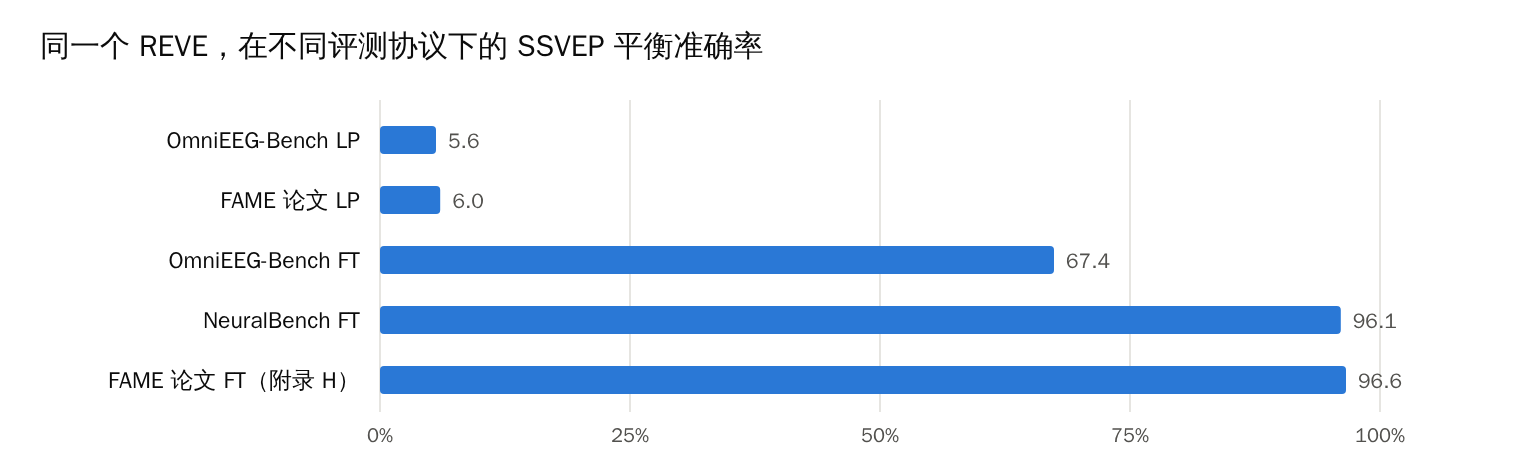 同一个 REVE，在不同评测协议下的 SSVEP 平衡准确率
OmniEEG-Bench LP 5.6
FAME 论文 LP 6.0
OmniEEG-Bench FT 67.4
NeuralBench FT 96.1
FAME 论文 FT（附录 H） 96.6
0% 25% 50% 75% 100%